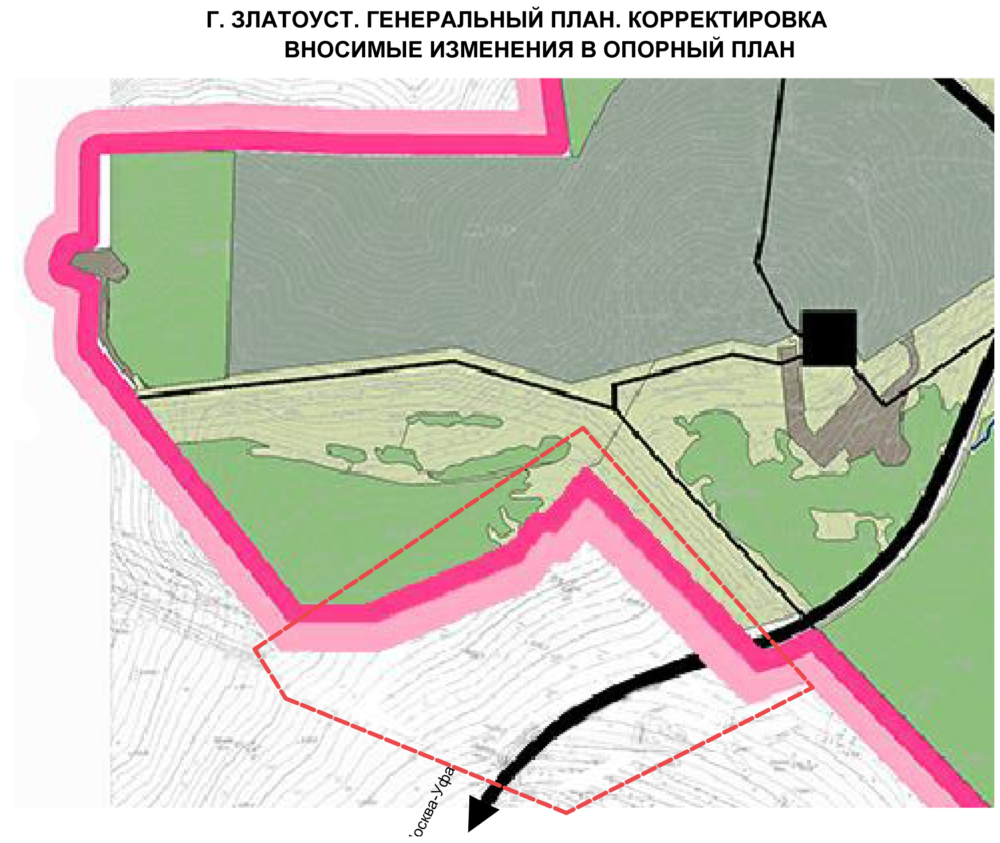 Г. ЗЛАТОУСТ. ГЕНЕРАЛЬНЫЙ ПЛАН. КОРРЕКТИРОВКА
ВНОСИМЫЕ ИЗМЕНЕНИЯ В ОПОРНЫЙ ПЛАН
осква-Уфа